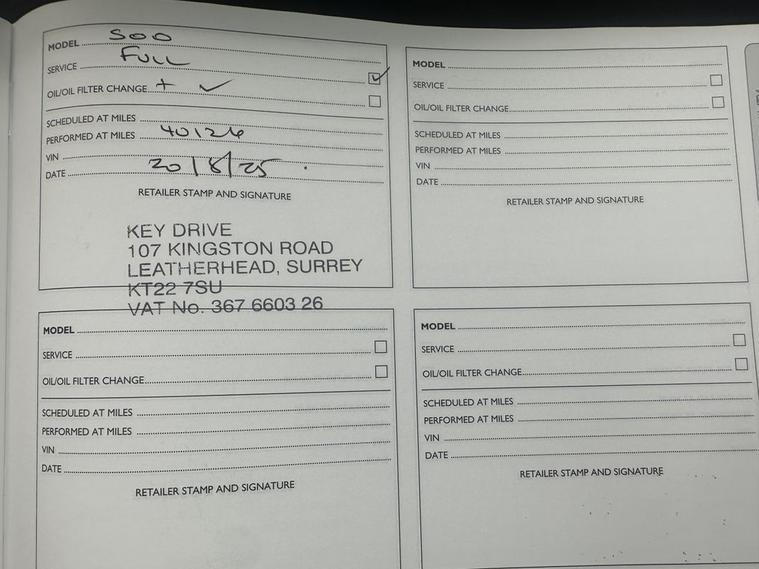 MODEL 500
SERVICE FULL
OIL/OIL FILTER CHANGE + ✓
SCHEDULED AT MILES
PERFORMED AT MILES 40126
VIN
DATE 20/8/25
RETAILER STAMP AND SIGNATURE
KEY DRIVE
107 KINGSTON ROAD
LEATHERHEAD, SURREY
KT22 7SU
VAT No. 367 6603 26
MODEL
SERVICE
OIL/OIL FILTER CHANGE
SCHEDULED AT MILES
PERFORMED AT MILES
VIN
DATE
RETAILER STAMP AND SIGNATURE
MODEL
SERVICE
OIL/OIL FILTER CHANGE
SCHEDULED AT MILES
PERFORMED AT MILES
VIN
DATE
RETAILER STAMP AND SIGNATURE
MODEL
SERVICE
OIL/OIL FILTER CHANGE
SCHEDULED AT MILES
PERFORMED AT MILES
VIN
DATE
RETAILER STAMP AND SIGNATURE